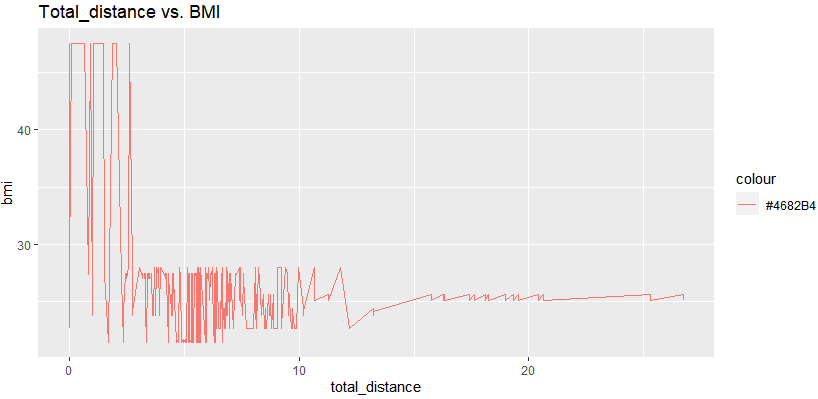 Total_distance vs. BMI
40
30
bmi
0
10
20
total_distance
colour
#4682B4